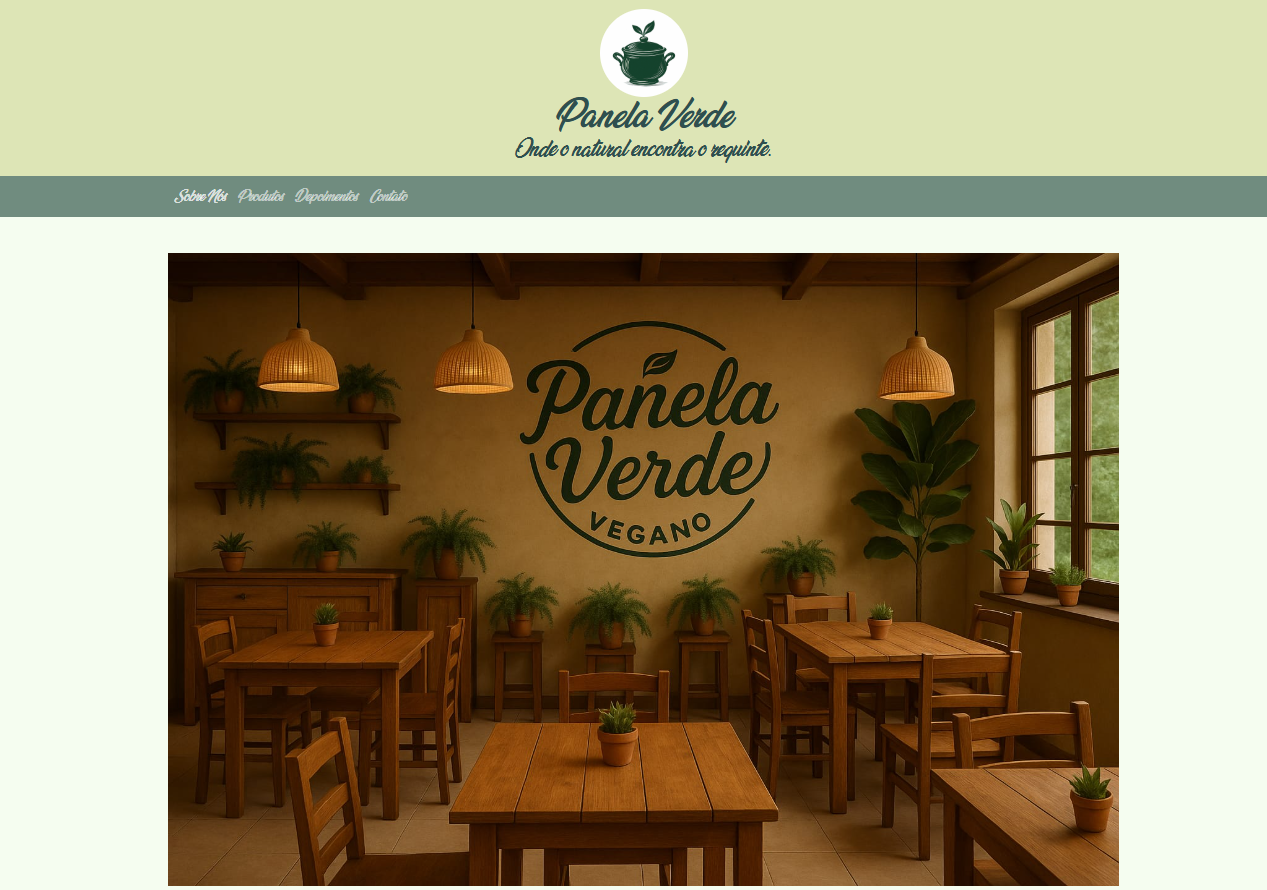 Panela Verde
Onde o natural encontra o requinte.
Sobre Nós Produtos Depoimentos Contato
Panela
Verde
VEGANO